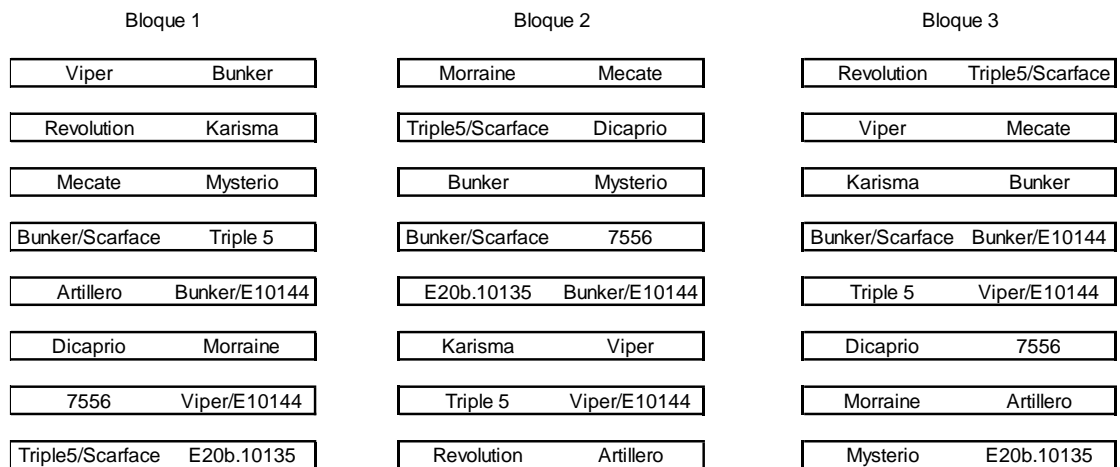 Bloque 1 Bloque 2 Bloque 3
Viper Bunker Morraine Mecate Revolution Triple5/Scarface
Revolution Karisma Triple5/Scarface Dicaprio Viper Mecate
Mecate Mysterio Bunker Mysterio Karisma Bunker
Bunker/Scarface Triple 5 Bunker/Scarface 7556 Bunker/Scarface Bunker/E10144
Artillero Bunker/E10144 E20b.10135 Bunker/E10144 Triple 5 Viper/E10144
Dicaprio Morraine Karisma Viper Dicaprio 7556
7556 Viper/E10144 Triple 5 Viper/E10144 Morraine Artillero
Triple5/Scarface E20b.10135 Revolution Artillero Mysterio E20b.10135